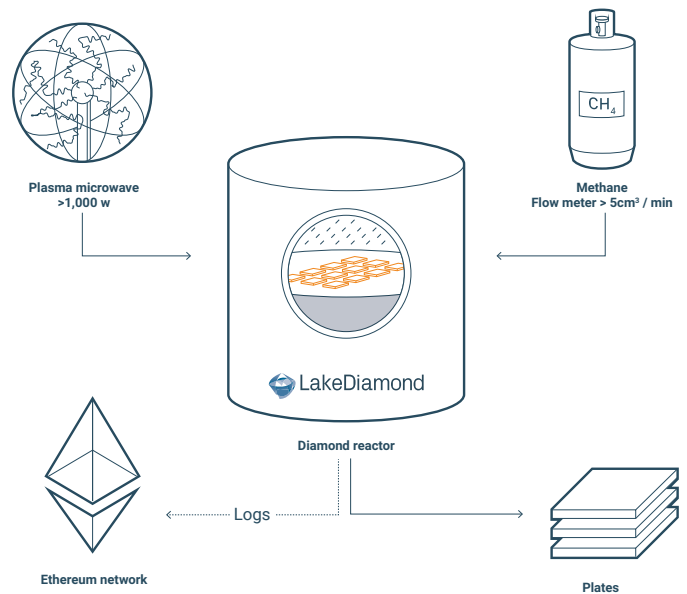 Plasma microwave
>1,000 w
Methane
Flow meter > 5cm³ / min
CH₄
LakeDiamond
Diamond reactor
Logs
Ethereum network
Plates